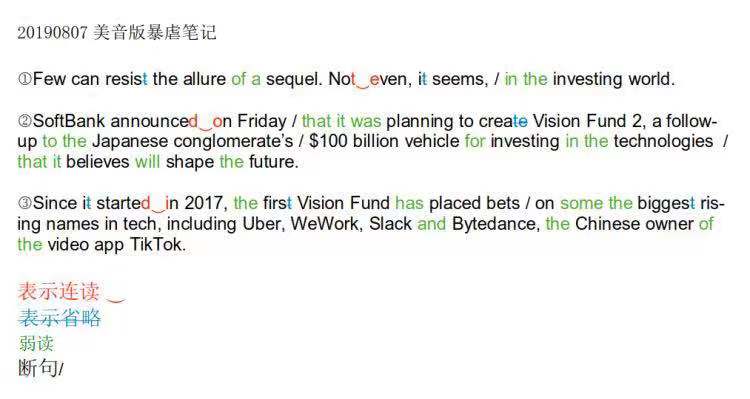 20190807 美音版暴虐笔记
①Few can resist the allure of a sequel. Not‿even, it seems, / in the investing world.
②SoftBank announced‿on Friday / that it was planning to create Vision Fund 2, a follow-
up to the Japanese conglomerate’s / $100 billion vehicle for investing in the technologies /
that it believes will shape the future.
③Since it started‿in 2017, the first Vision Fund has placed bets / on some the biggest ris-
ing names in tech, including Uber, WeWork, Slack and Bytedance, the Chinese owner of
the video app TikTok.
表示连读 ‿
表示省略
弱读
断句/